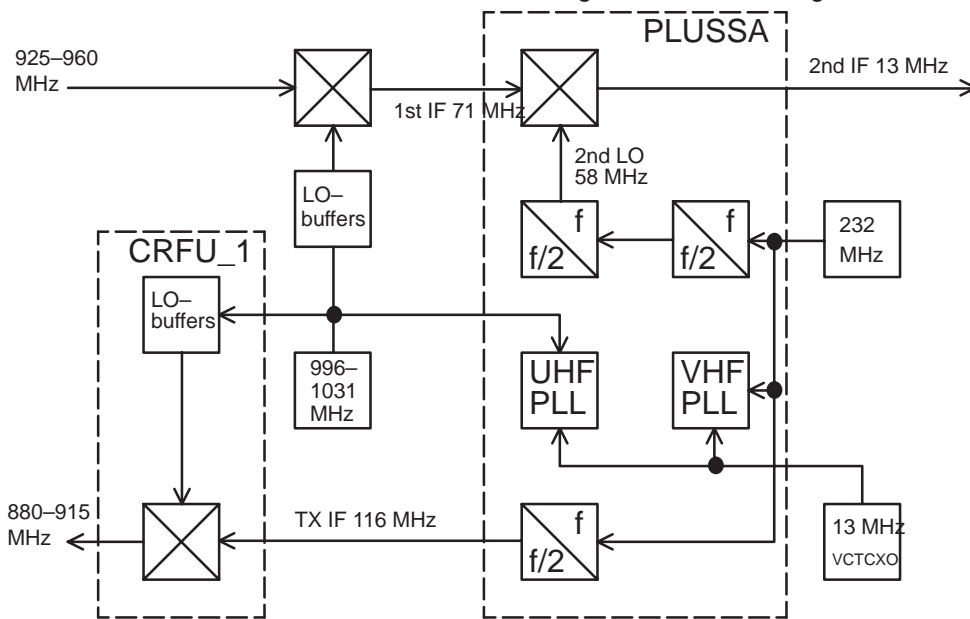 PLUSSA
925–960
MHz
1st IF 71 MHz
2nd IF 13 MHz
2nd LO
58 MHz
LO–
buffers
f
f/2
f
f/2
232
MHz
CRFU_1
LO–
buffers
996–
1031
MHz
UHF
PLL
VHF
PLL
880–915
MHz
TX IF 116 MHz
f
f/2
13 MHz
VCTCXO